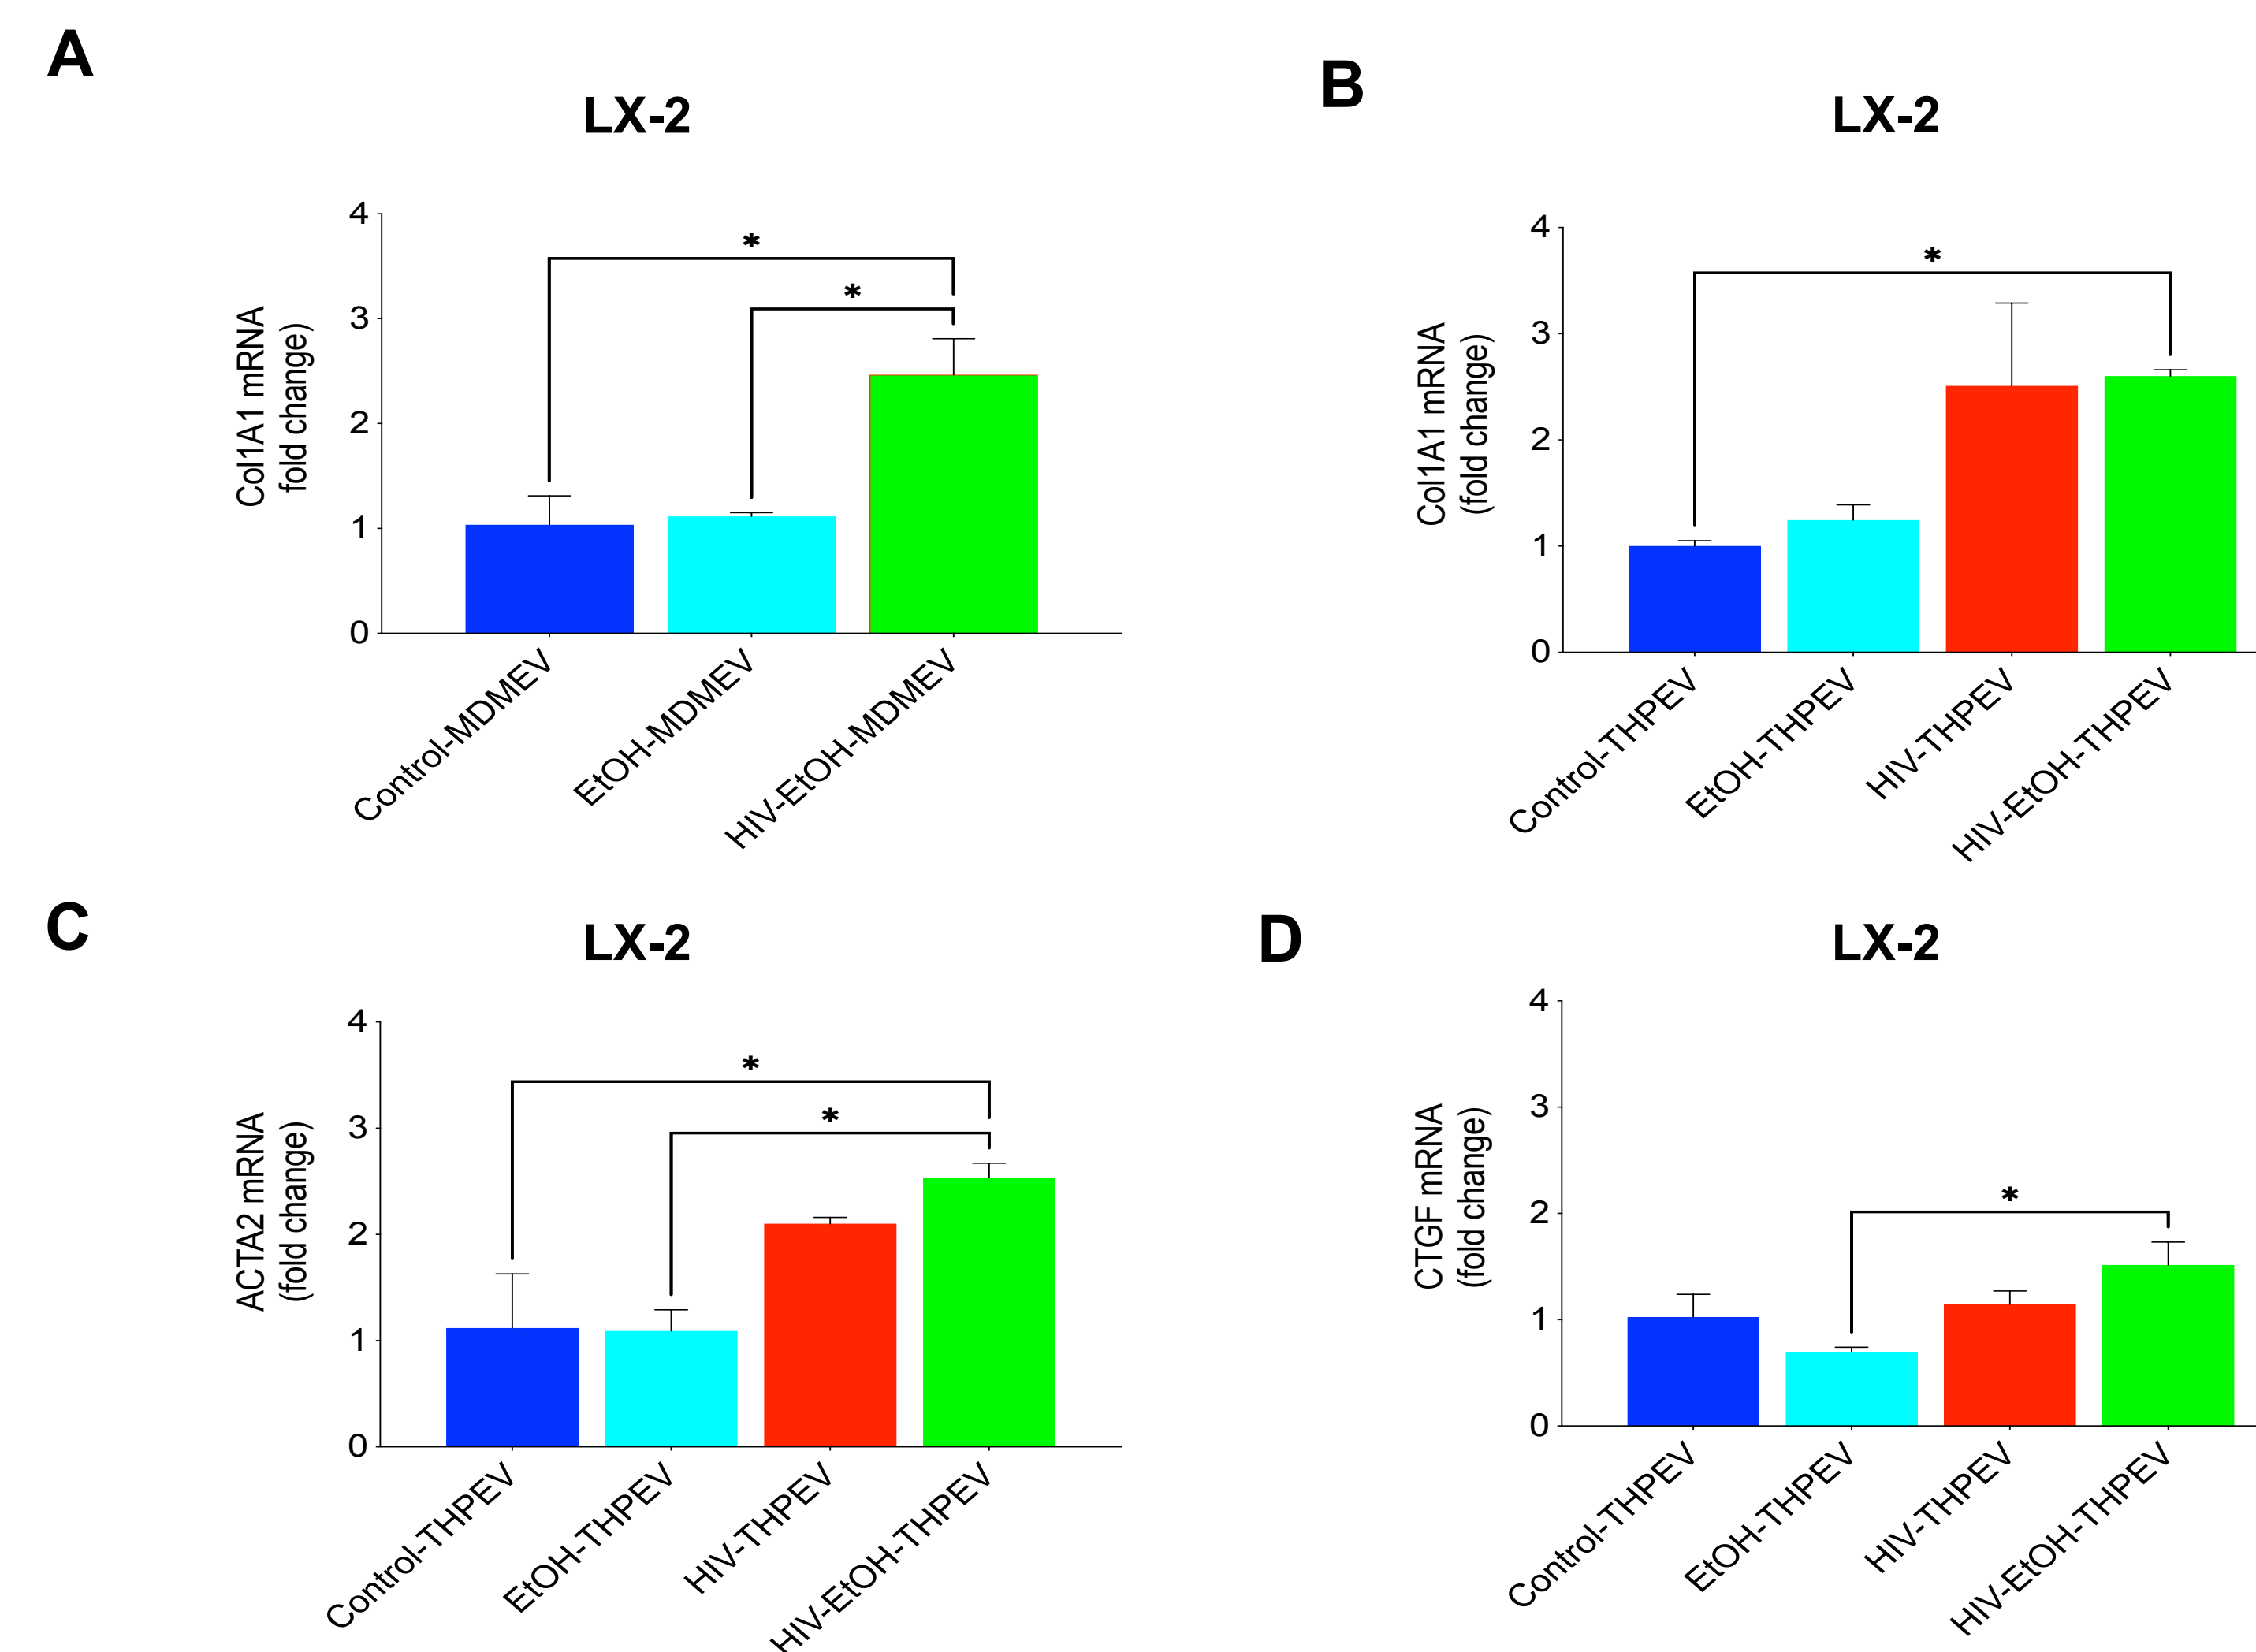 A
LX-2
Col1A1 mRNA
fold change)
4
3
2
1
0
*
*
Control-MDMEV
EtOH-MDMEV
HIV-EtOH-MDMEV
B
LX-2
Col1A1 mRNA
(fold change)
4
3
2
1
0
*
Control-THPEV
EtOH-THPEV
HIV-THPEV
HIV-EtOH-THPEV
C
LX-2
ACTA2 mRNA
(fold change)
4
3
2
1
0
*
*
Control-THPEV
EtOH-THPEV
HIV-THPEV
HIV-EtOH-THPEV
D
LX-2
CTGF mRNA
(fold change)
4
3
2
1
0
*
Control-THPEV
EtOH-THPEV
HIV-THPEV
HIV-EtOH-THPEV